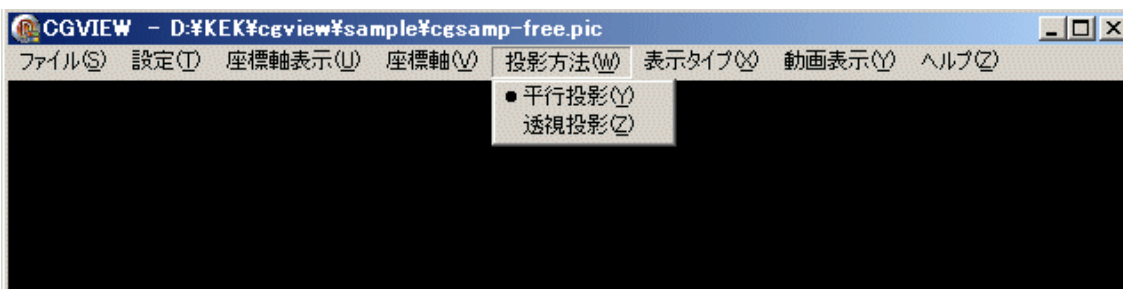 CGVIEW - D:¥KEK¥cgview¥sample¥cgsamp-free.pic
ファイル(S) 設定(T) 座標軸表示(U) 座標軸(V) 投影方法(W) 表示タイプ(X) 動画表示(Y) ヘルプ(Z)
●平行投影(Y)
透視投影(Z)